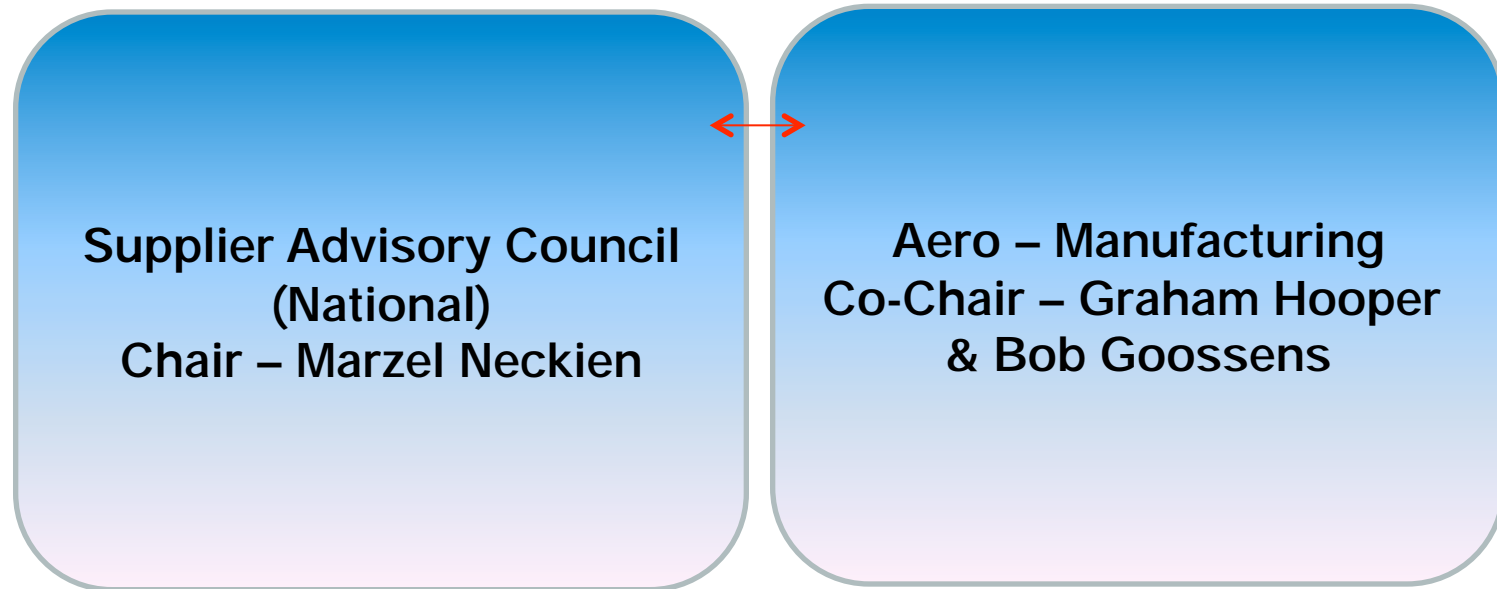 Supplier Advisory Council
(National)
Chair – Marzel Neckien
Aero – Manufacturing
Co-Chair – Graham Hooper
& Bob Goossens